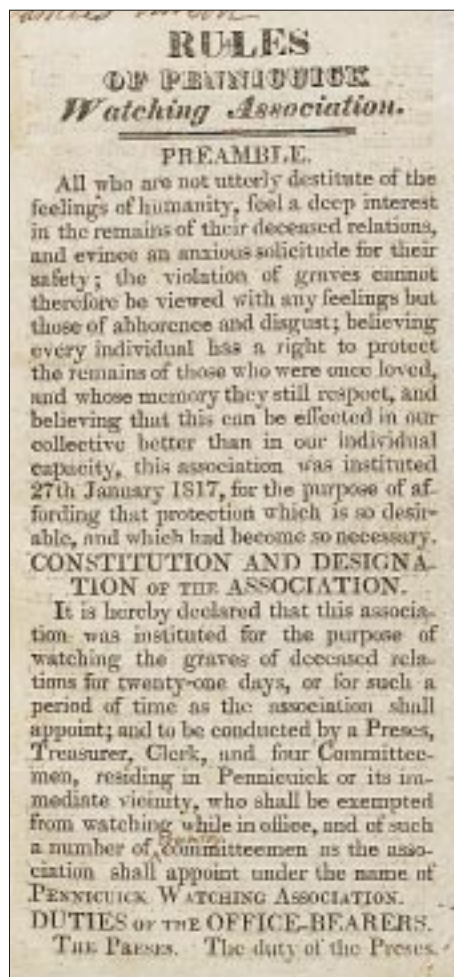 RULES
OF PENNICUICK
Watching Association.
PREAMBLE.
All who are not utterly destitute of the
feelings of humanity, feel a deep interest
in the remains of their deceased relations,
and evince an anxious solicitude for their
safety; the violation of graves cannot
therefore be viewed with any feelings but
those of abhorence and disgust; believing
every individual has a right to protect
the remains of those who were once loved,
and whose memory they still respect, and
believing that this can be effected in our
collective better than in our individual
capacity, this association was instituted
27th January 1817, for the purpose of af-
fording that protection which is so desir-
able, and which had become so necessary.
CONSTITUTION AND DESIGNA-
TION OF THE ASSOCIATION.
It is hereby declared that this associa-
tion was instituted for the purpose of
watching the graves of deceased rela-
tions for twenty-one days, or for such a
period of time as the association shall
appoint; and to be conducted by a Preses,
Treasurer, Clerk, and four Committee-
men, residing in Pennicuick or its im-
mediate vicinity, who shall be exempted
from watching while in office, and of such
a number of committeemen as the asso-
ciation shall appoint under the name of
PENNICUICK WATCHING ASSOCIATION.
DUTIES OF THE OFFICE-BEARERS.
THE PRESES. The duty of the Preses